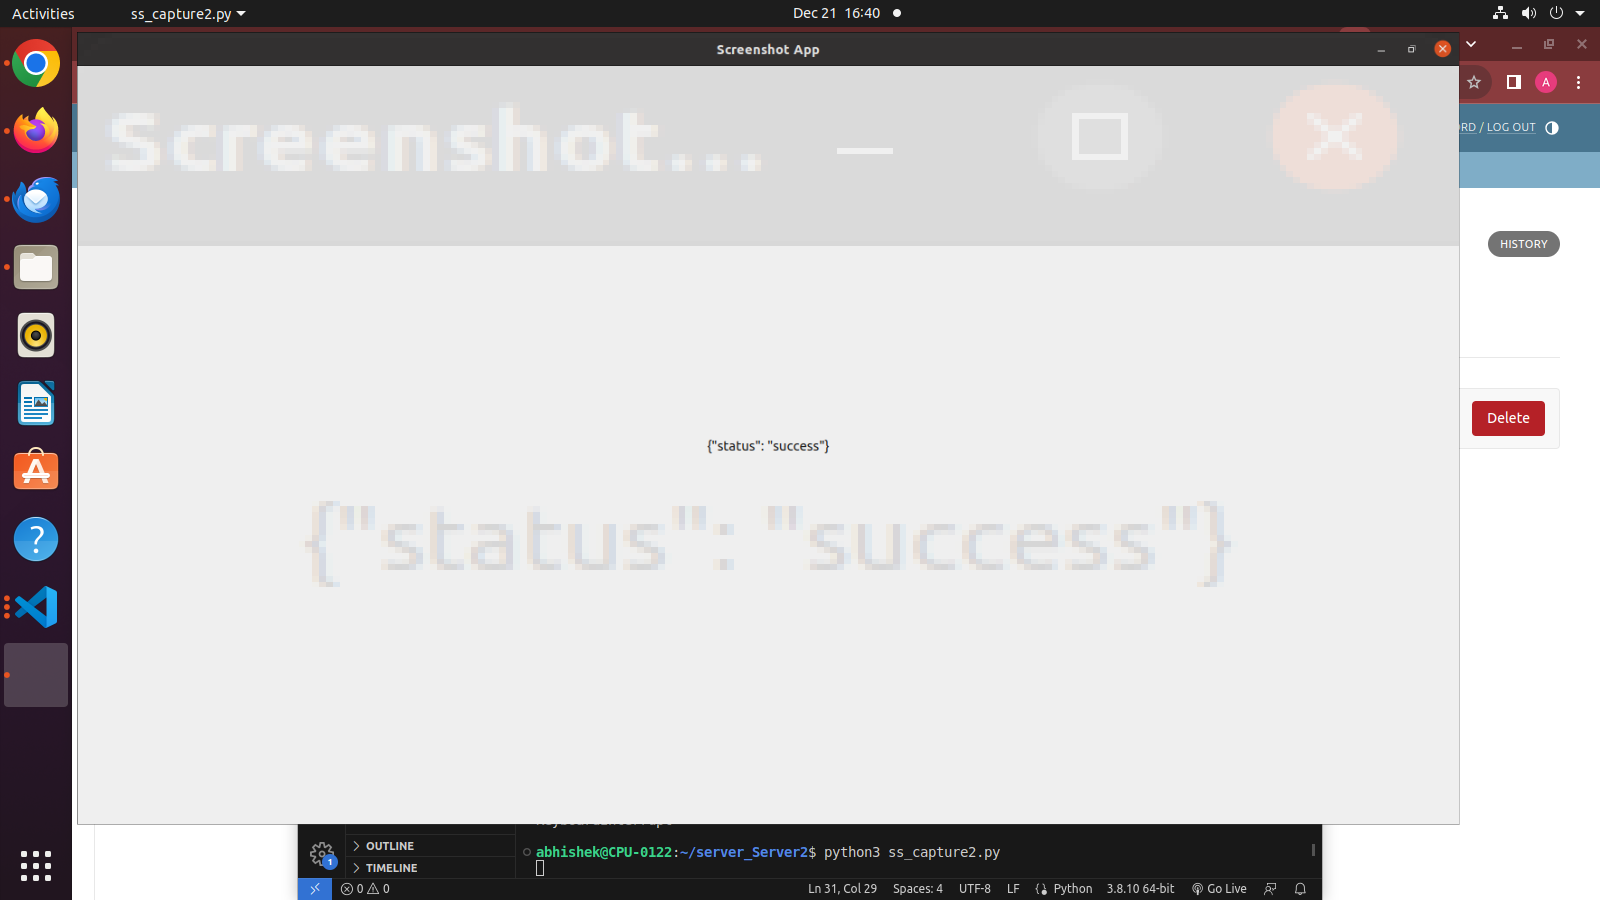 Activities
ss_capture2.py
Dec 21 16:40
Screenshot App
A
/ LOG OUT
Screenshot...
HISTORY
Delete
{"status": "success"}
{"status": "success"}
?
OUTLINE
abhishek@CPU-0122:~/server_Server2$ python3 ss_capture2.py
1
TIMELINE
0 0
Ln 31, Col 29
Spaces: 4
UTF-8
LF
Python
3.8.10 64-bit
Go Live